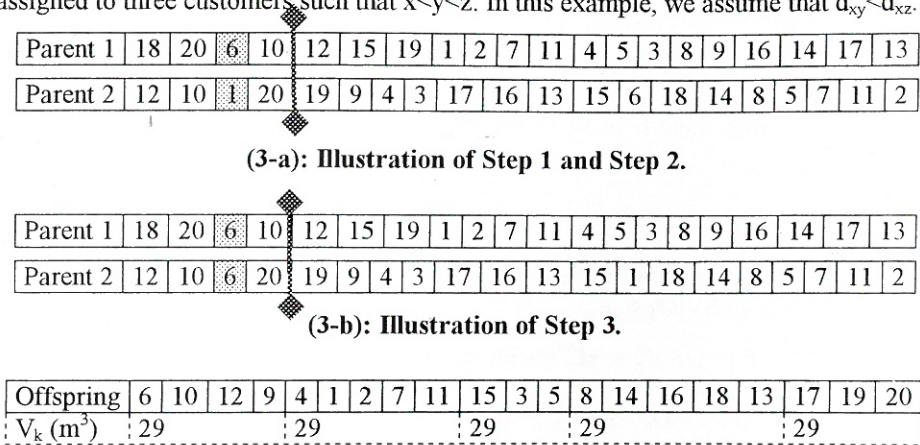 assigned to three customers such that x<y<z. In this example, we assume that dxy<dxz.
Parent 1 18 20 6 10 12 15 19 1 2 7 11 4 5 3 8 9 16 14 17 13
Parent 2 12 10 1 20 19 9 4 3 17 16 13 15 6 18 14 8 5 7 11 2
(3-a): Illustration of Step 1 and Step 2.
Parent 1 18 20 6 10 12 15 19 1 2 7 11 4 5 3 8 9 16 14 17 13
Parent 2 12 10 6 20 19 9 4 3 17 16 13 15 1 18 14 8 5 7 11 2
(3-b): Illustration of Step 3.
Offspring 6 10 12 9 4 1 2 7 11 15 3 5 8 14 16 18 13 17 19 20
Vk (m³) 29 29 29 29 29